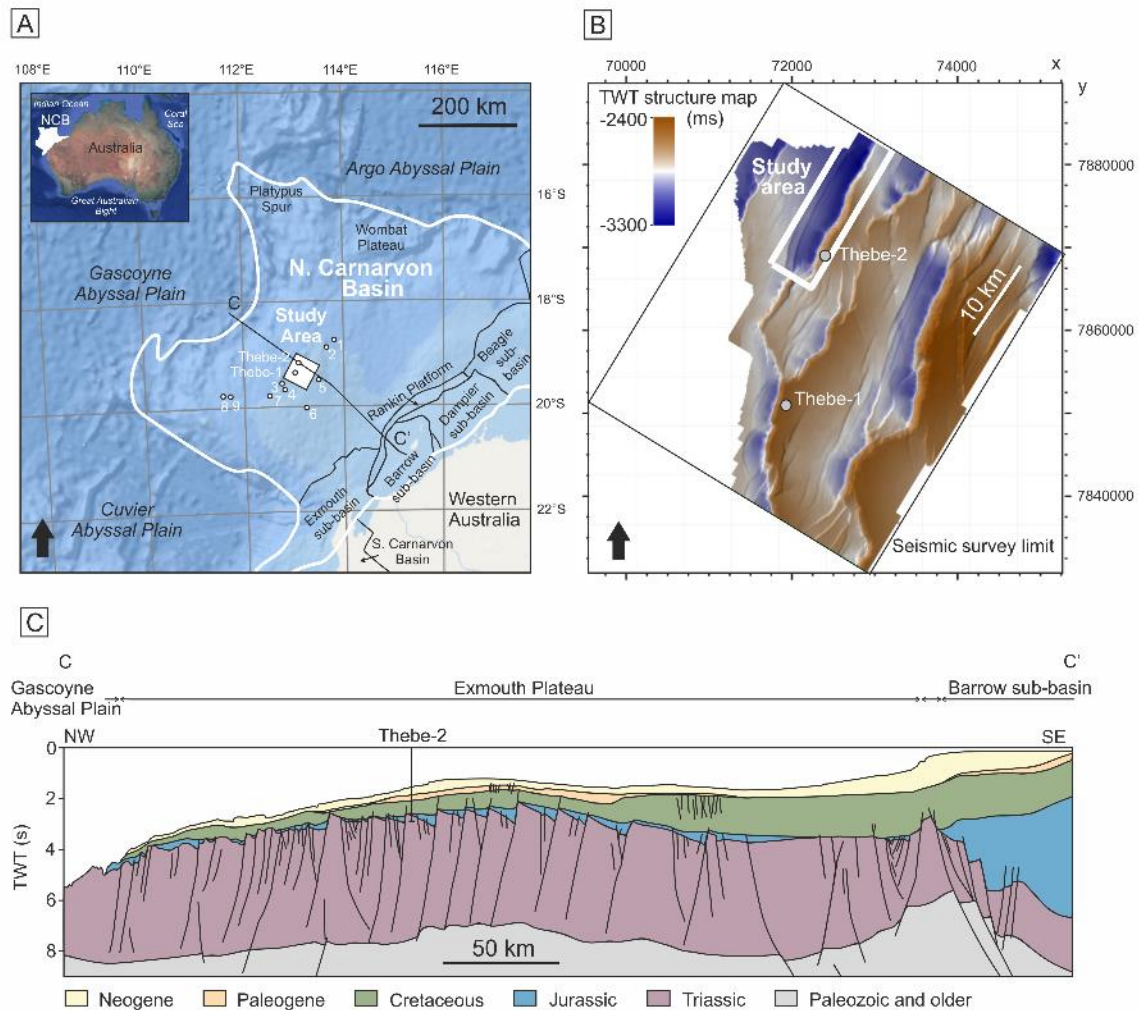 A
108°E
110°E
112°E
114°E
116°E
200 km
Indian Ocean
NCB
Coral
Sea
Australia
Great Australian
Bight
Argo Abyssal Plain
Platypus
Spur
16°S
Wombat
Plateau
Gascoyne
Abyssal Plain
N. Carnarvon
Basin
18°S
C
Study
Area
Thebe-2
Thebe-1
1
2
3
4
5
6
7
8
9
Rankin Platform
Beagle
sub-basin
Dampier
sub-basin
20°S
C'
Barrow
sub-basin
Exmouth
sub-basin
Western
Australia
Cuvier
Abyssal Plain
22°S
S. Carnarvon
Basin
B
70000
72000
74000
x
y
TWT structure map
(ms)
-2400
-3300
Study
area
7880000
Thebe-2
10 km
7860000
Thebe-1
7840000
Seismic survey limit
C
C
C'
Gascoyne
Abyssal Plain
Exmouth Plateau
Barrow sub-basin
NW
Thebe-2
SE
0
2
4
6
8
TWT (s)
50 km
Neogene
Paleogene
Cretaceous
Jurassic
Triassic
Paleozoic and older